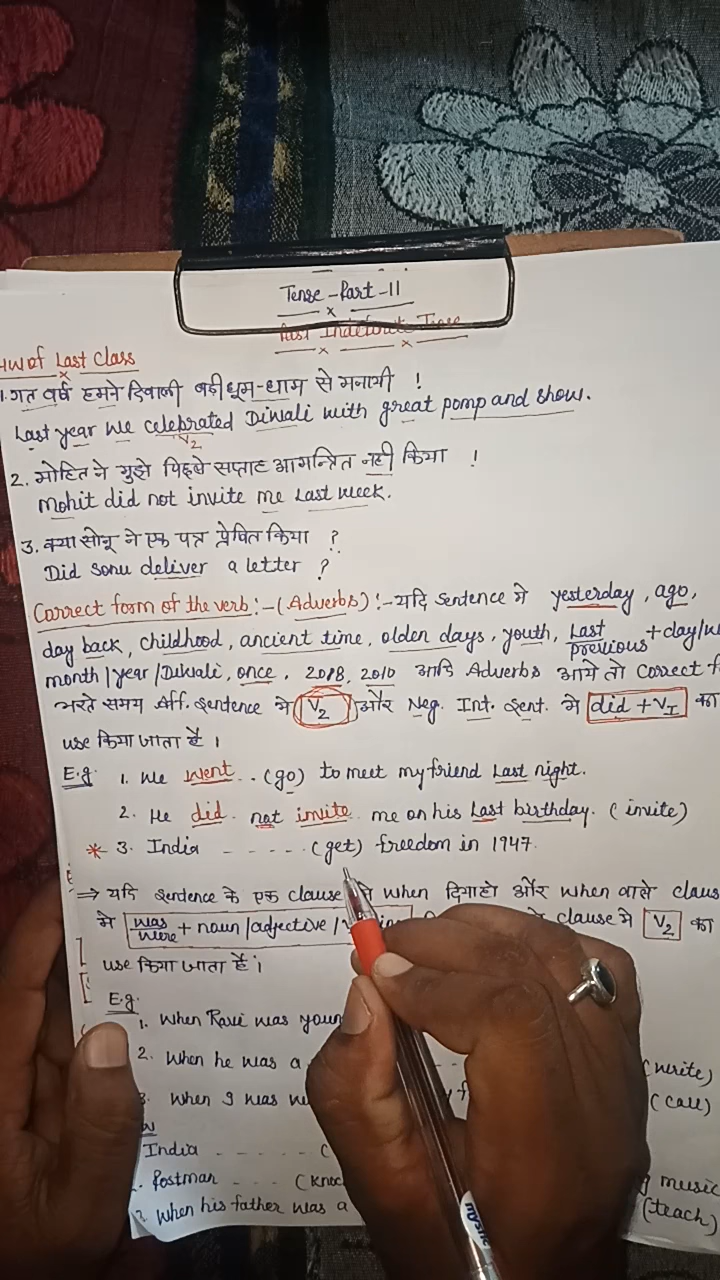 Tense-Part-11
Past Indefinite Tense
HW of Last Class
1. गत वर्ष हमने दिवाली बड़ी धूम-धाम से मनायी !
Last year we celebrated Diwali with great pomp and show.
V2
2. मोहित ने मुझे पिछले सप्ताह आमन्त्रित नही किया !
Mohit did not invite me last week.
3. क्या सोनू ने एक पत्र प्रेषित किया ?
Did Sonu deliver a letter ?
Correct form of the verb:-(Adverbs):-यदि sentence मे yesterday, ago,
day back, childhood, ancient time, olden days, youth, Last previous + day/
month/year/Diwali, once, 2018, 2010 आदि Adverbs आये तो correct
भरते समय Aff. sentence मे V2 और Neg. Int. sent. मे did + V1 का
use किया जाता है ।
E.g. 1. We went .. (go) to meet my friend last night.
2. He did not invite me on his last birthday. (invite)
* 3. India ..... (get) freedom in 1947.
⇒ यदि sentence के एक clause मे when दिया हो और when वाले
मे was were + noun/adjective/ clause मे V2 का
use किया जाता है ।
E.g.
1. When Ravi was
2. When he was a (write)
3. When I was (call)
India ......
Postman .... music
3. When his father was a (teach)